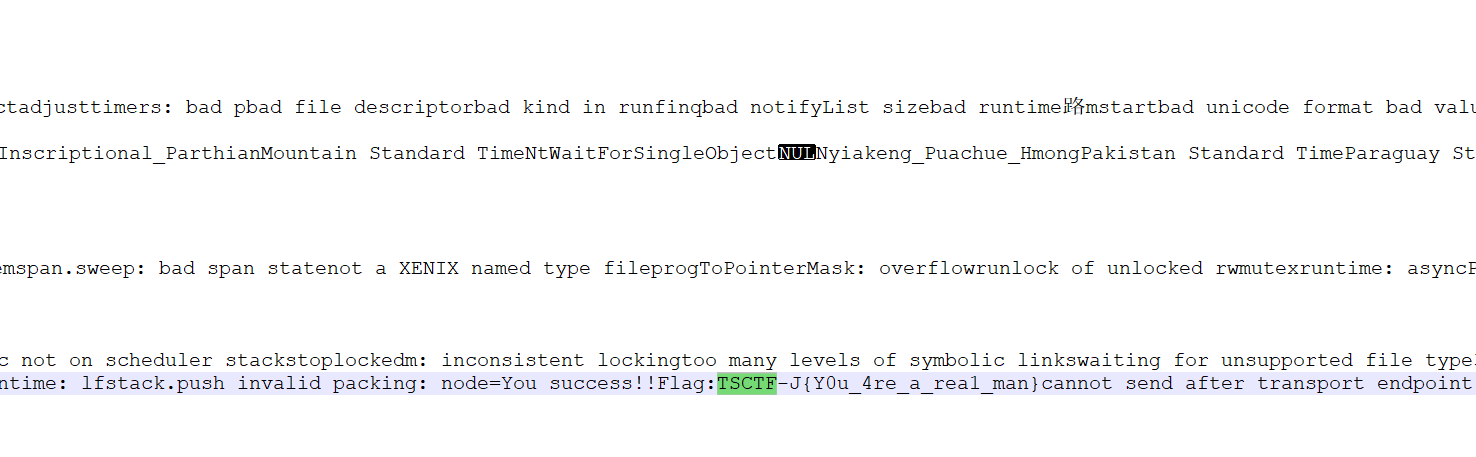 ctadjusttimers: bad pbad file descriptorbad kind in runfinqbad notifyList sizebad runtime路mstartbad unicode format bad valu
Inscriptional_ParthianMountain Standard TimeNtWaitForSingleObjectNULNyiakeng_Puachue_HmongPakistan Standard TimeParaguay St
emspan.sweep: bad span statenot a XENIX named type fileprogToPointerMask: overflowrunlock of unlocked rwmutexruntime: asyncP
c not on scheduler stackstoplockedm: inconsistent lockingtoo many levels of symbolic linkswaiting for unsupported file type
ntime: lfstack.push invalid packing: node=You success!!Flag:TSCTF-J{Y0u_4re_a_rea1_man}cannot send after transport endpoint